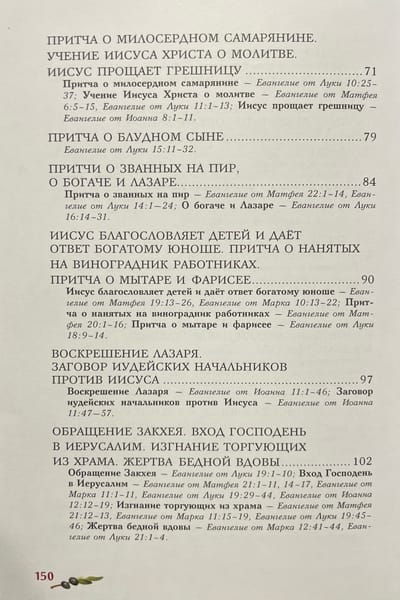 ПРИТЧА О МИЛОСЕРДНОМ САМАРЯНИНЕ.
УЧЕНИЕ ИИСУСА ХРИСТА О МОЛИТВЕ.
ИИСУС ПРОЩАЕТ ГРЕШНИЦУ ........................71
Притча о милосердном самарянине – Евангелие от Луки 10:25–
37; Учение Иисуса Христа о молитве – Евангелие от Матфея
6:5–15, Евангелие от Луки 11:1–13; Иисус прощает грешницу –
Евангелие от Иоанна 8:1–11.
ПРИТЧА О БЛУДНОМ СЫНЕ ........................79
Евангелие от Луки 15:11–32.
ПРИТЧИ О ЗВАННЫХ НА ПИР,
О БОГАЧЕ И ЛАЗАРЕ........................84
Притча о званных на пир – Евангелие от Матфея 22:1–14, Еван-
гелие от Луки 14:1–24; О богаче и Лазаре – Евангелие от Луки
16:14–31.
ИИСУС БЛАГОСЛОВЛЯЕТ ДЕТЕЙ И ДАЁТ
ОТВЕТ БОГАТОМУ ЮНОШЕ. ПРИТЧА О НАНЯТЫХ
НА ВИНОГРАДНИК РАБОТНИКАХ.
ПРИТЧА О МЫТАРЕ И ФАРИСЕЕ........................90
Иисус благословляет детей и даёт ответ богатому юноше – Еван-
гелие от Матфея 19:13–26, Евангелие от Марка 10:13–22; Прит-
ча о нанятых на виноградник работниках – Евангелие от Мат-
фея 20:1–16; Притча о мытаре и фарисее – Евангелие от Луки
18:9–14.
ВОСКРЕШЕНИЕ ЛАЗАРЯ.
ЗАГОВОР ИУДЕЙСКИХ НАЧАЛЬНИКОВ
ПРОТИВ ИИСУСА ........................97
Воскрешение Лазаря – Евангелие от Иоанна 11:1–46; Заговор
иудейских начальников против Иисуса – Евангелие от Иоанна
11:47–57.
ОБРАЩЕНИЕ ЗАКХЕЯ. ВХОД ГОСПОДЕНЬ
В ИЕРУСАЛИМ. ИЗГНАНИЕ ТОРГУЮЩИХ
ИЗ ХРАМА. ЖЕРТВА БЕДНОЙ ВДОВЫ........................102
Обращение Закхея – Евангелие от Луки 19:1–10; Вход Господень
в Иерусалим – Евангелие от Матфея 21:1–11, 14–17, Евангелие от
Марка 11:1–11, Евангелие от Луки 19:29–44, Евангелие от Иоанна
12:12–19; Изгнание торгующих из храма – Евангелие от Матфея
21:12–13, Евангелие от Марка 11:15–19, Евангелие от Луки 19:45–
46; Жертва бедной вдовы – Евангелие от Марка 12:41–44, Еван-
гелие от Луки 21:1–4.
150